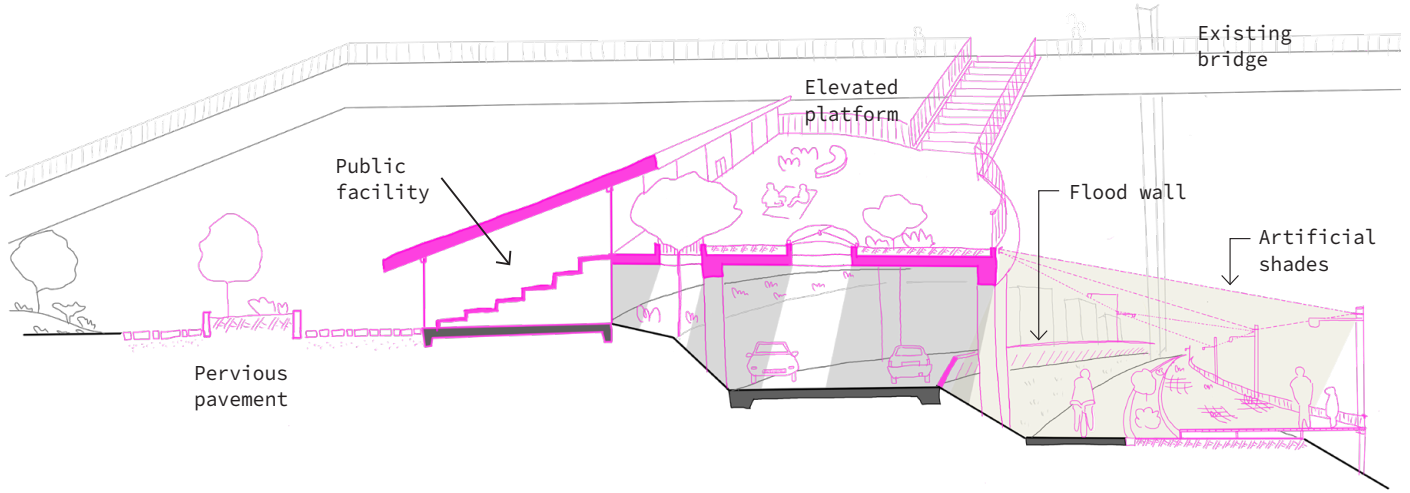 Existing
bridge
Elevated
platform
Public
facility
Flood wall
Artificial
shades
Pervious
pavement